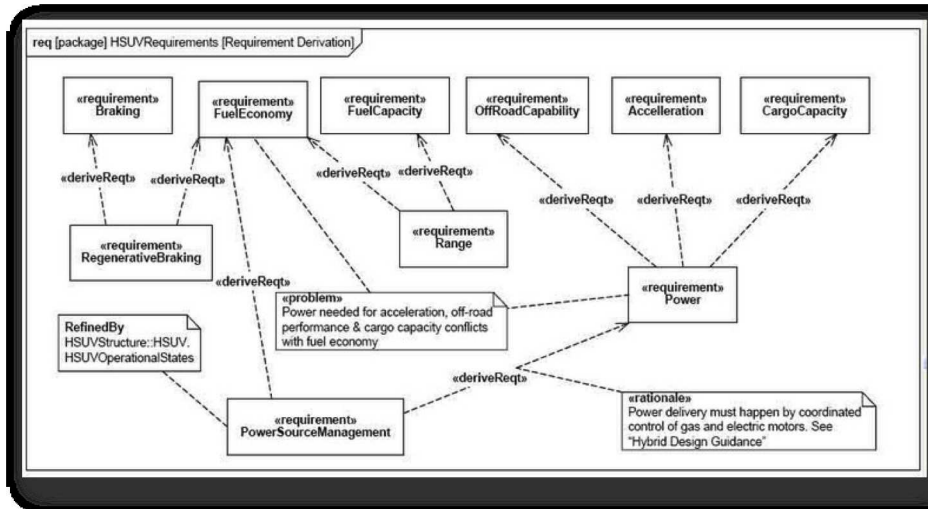 req [package] HSUVRequirements [Requirement Derivation]
«requirement»
Braking
«requirement»
FuelEconomy
«requirement»
FuelCapacity
«requirement»
OffRoadCapability
«requirement»
Accelleration
«requirement»
CargoCapacity
«deriveReqt»
«deriveReqt»
«deriveReqt»
«deriveReqt»
«deriveReqt»
«deriveReqt»
«deriveReqt»
«requirement»
RegenerativeBraking
«requirement»
Range
«deriveReqt»
«requirement»
Power
«problem»
Power needed for acceleration, off-road
performance & cargo capacity conflicts
with fuel economy
RefinedBy
HSUVStructure::HSUV.
HSUVOperationalStates
«deriveReqt»
«requirement»
PowerSourceManagement
«rationale»
Power delivery must happen by coordinated
control of gas and electric motors. See
“Hybrid Design Guidance”